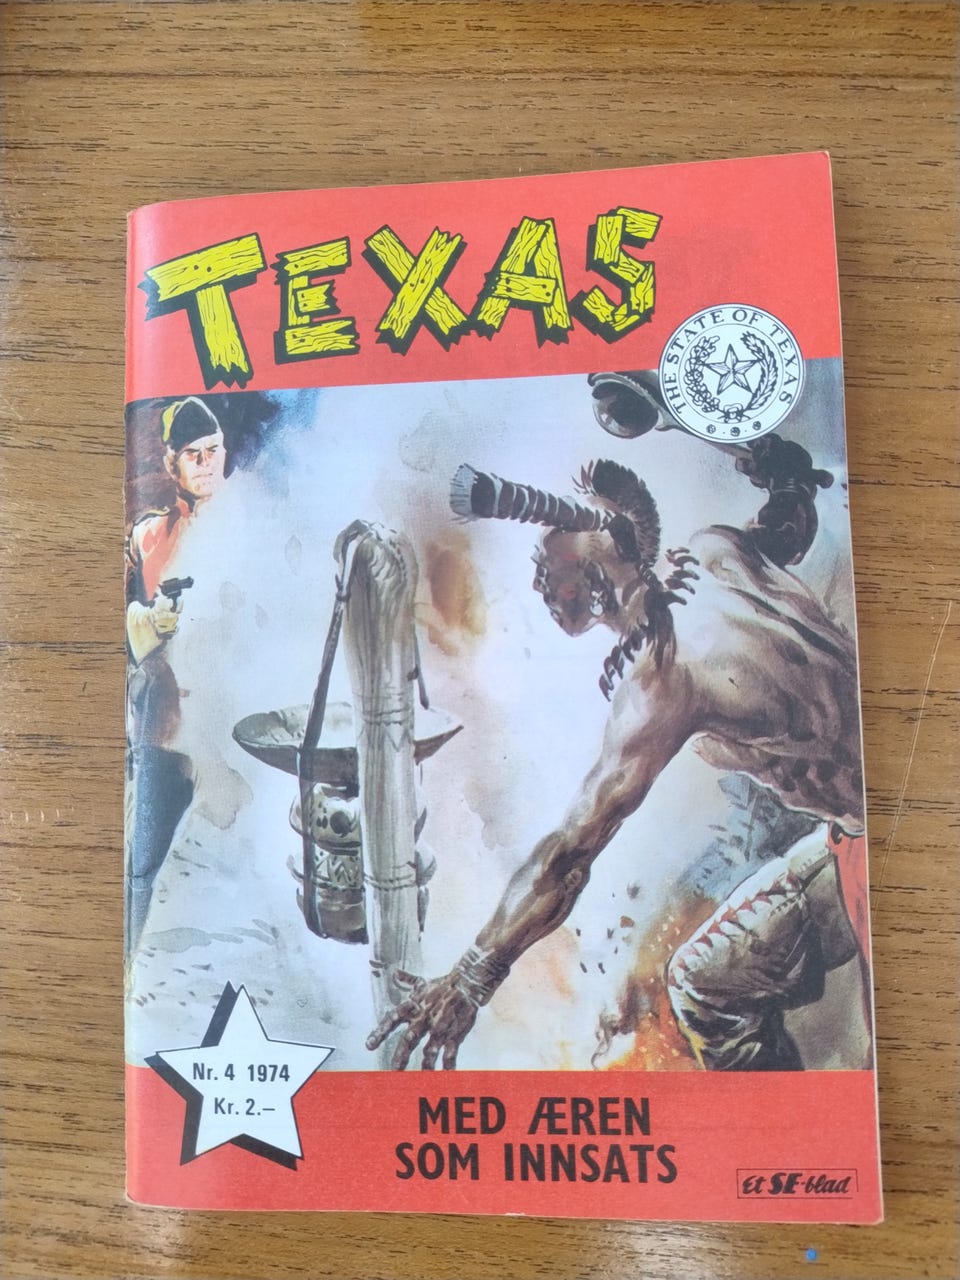 TEXAS
THE STATE OF TEXAS
Nr. 4 1974
Kr. 2.–
MED ÆREN
SOM INNSATS
Et SE-blad